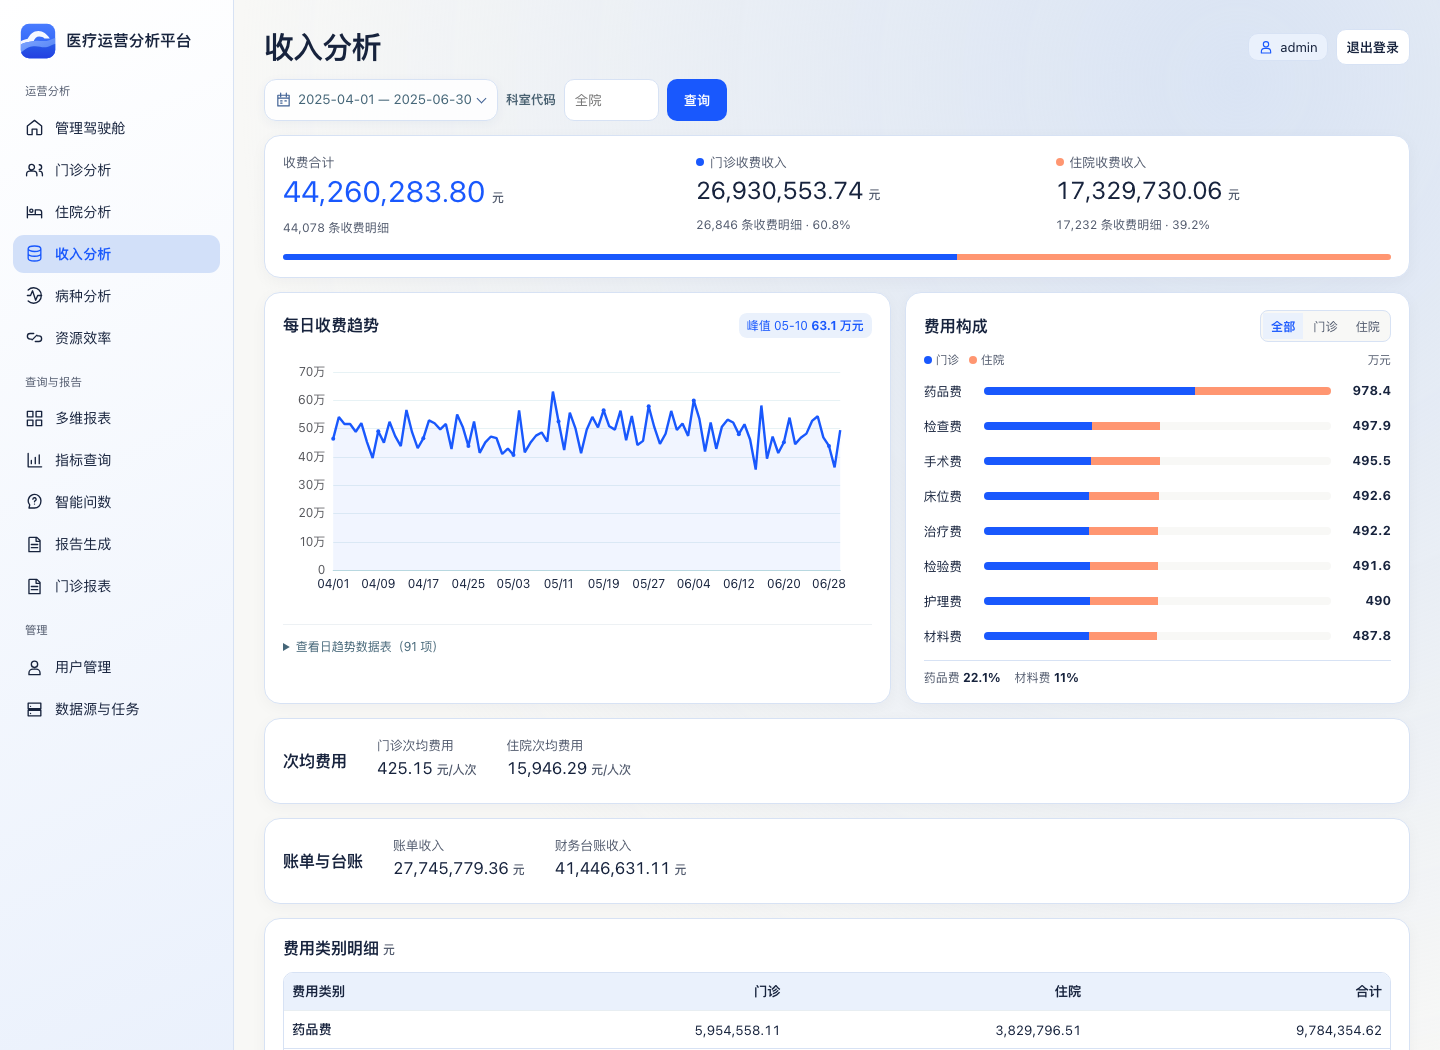 医疗运营分析平台
运营分析
管理驾驶舱
门诊分析
住院分析
收入分析
病种分析
资源效率
查询与报告
多维报表
指标查询
智能问数
报告生成
门诊报表
管理
用户管理
数据源与任务
收入分析
admin
退出登录
2025-04-01 — 2025-06-30
科室代码
全院
查询
收费合计
44,260,283.80 元
44,078 条收费明细
门诊收费收入
26,930,553.74 元
26,846 条收费明细 · 60.8%
住院收费收入
17,329,730.06 元
17,232 条收费明细 · 39.2%
每日收费趋势
峰值 05-10 63.1 万元
70万
60万
50万
40万
30万
20万
10万
0
04/01 04/09 04/17 04/25 05/03 05/11 05/19 05/27 06/04 06/12 06/20 06/28
查看日趋势数据表（91 项）
费用构成
全部 门诊 住院
门诊 住院 万元
药品费 978.4
检查费 497.9
手术费 495.5
床位费 492.6
治疗费 492.2
检验费 491.6
护理费 490
材料费 487.8
药品费 22.1% 材料费 11%
次均费用
门诊次均费用
425.15 元/人次
住院次均费用
15,946.29 元/人次
账单与台账
账单收入
27,745,779.36 元
财务台账收入
41,446,631.11 元
费用类别明细 元
费用类别 门诊 住院 合计
药品费 5,954,558.11 3,829,796.51 9,784,354.62